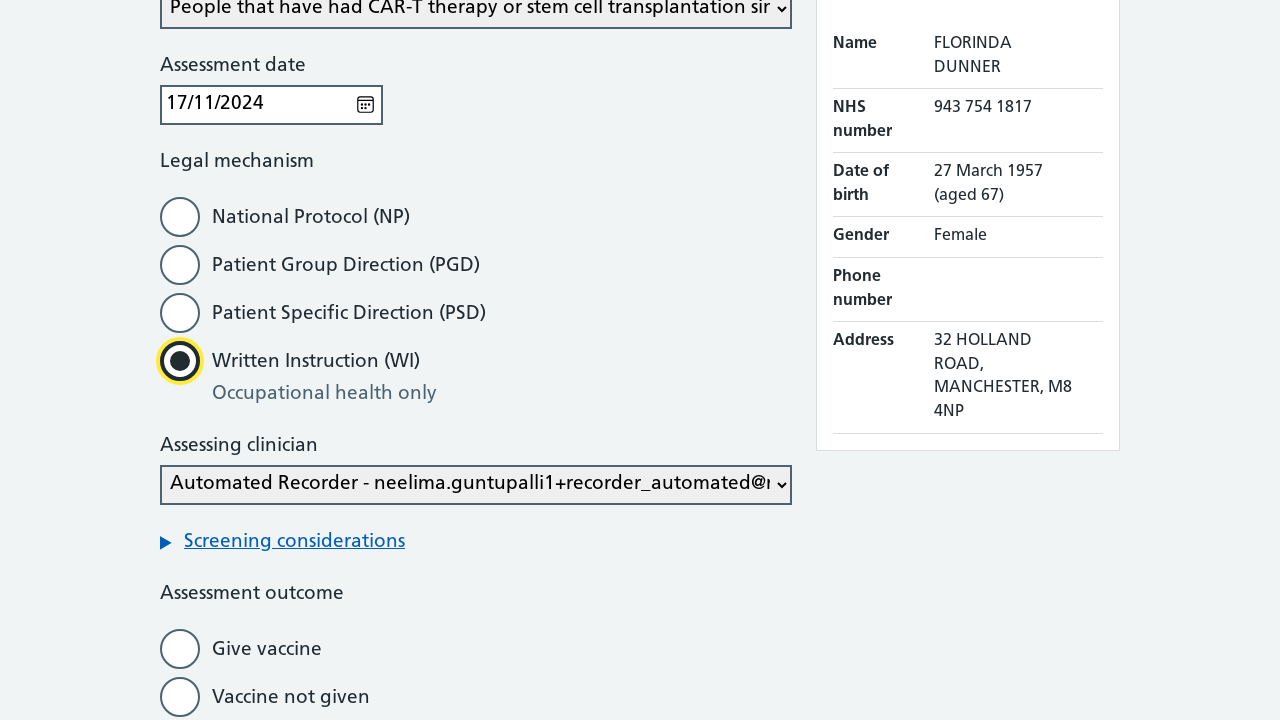 People that have had CAR-T therapy or stem cell transplantation sir
Assessment date
17/11/2024
Legal mechanism
National Protocol (NP)
Patient Group Direction (PGD)
Patient Specific Direction (PSD)
Written Instruction (WI)
Occupational health only
Assessing clinician
Automated Recorder - neelima.guntupalli1+recorder_automated@r
Screening considerations
Assessment outcome
Give vaccine
Vaccine not given
Name FLORINDA
DUNNER
NHS 943 754 1817
number
Date of 27 March 1957
birth (aged 67)
Gender Female
Phone
number
Address 32 HOLLAND
ROAD,
MANCHESTER, M8
4NP